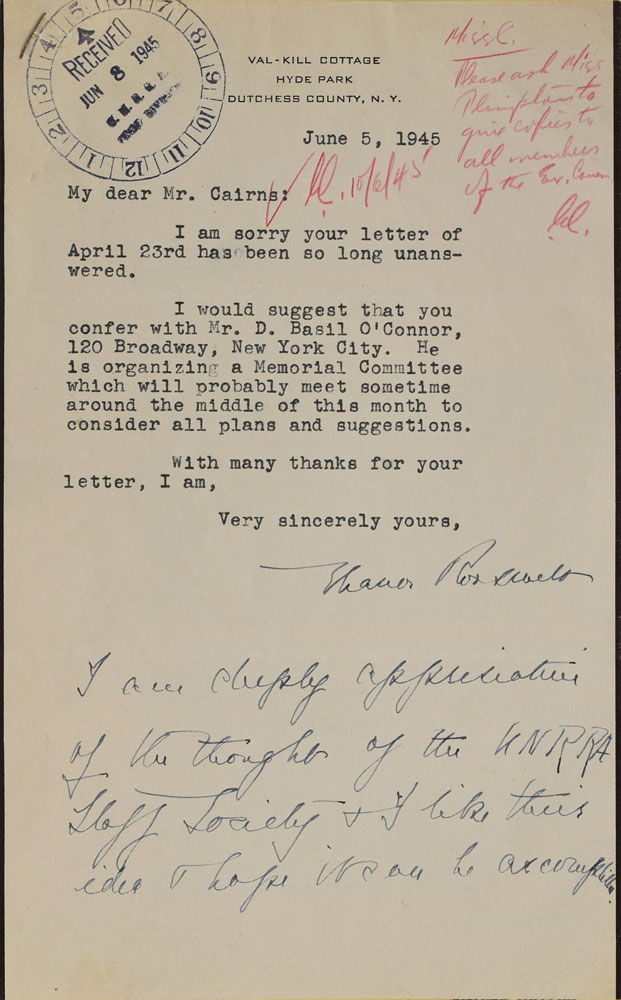 RECEIVED
JUN 8 1945
U. N. R. R. A.
VAL-KILL COTTAGE
HYDE PARK
DUTCHESS COUNTY, N. Y.
Miss C.
Please ask Miss
Plimpton to
give copies to
all members
of the
June 5, 1945
My dear Mr. Cairns:
I am sorry your letter of
April 23rd has been so long unans-
wered.
I would suggest that you
confer with Mr. D. Basil O'Connor,
120 Broadway, New York City. He
is organizing a Memorial Committee
which will probably meet sometime
around the middle of this month to
consider all plans and suggestions.
With many thanks for your
letter, I am,
Very sincerely yours,
Eleanor Roosevelt
I am deeply appreciative
of the thought of the UNRRA
Staff Society & I like their
idea & hope it can be accomplished